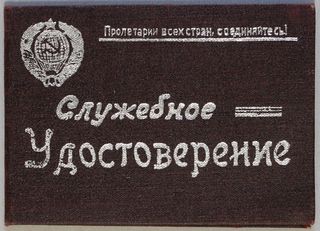 Пролетарии всех стран, соединяйтесь!
Служебное
Удостоверение